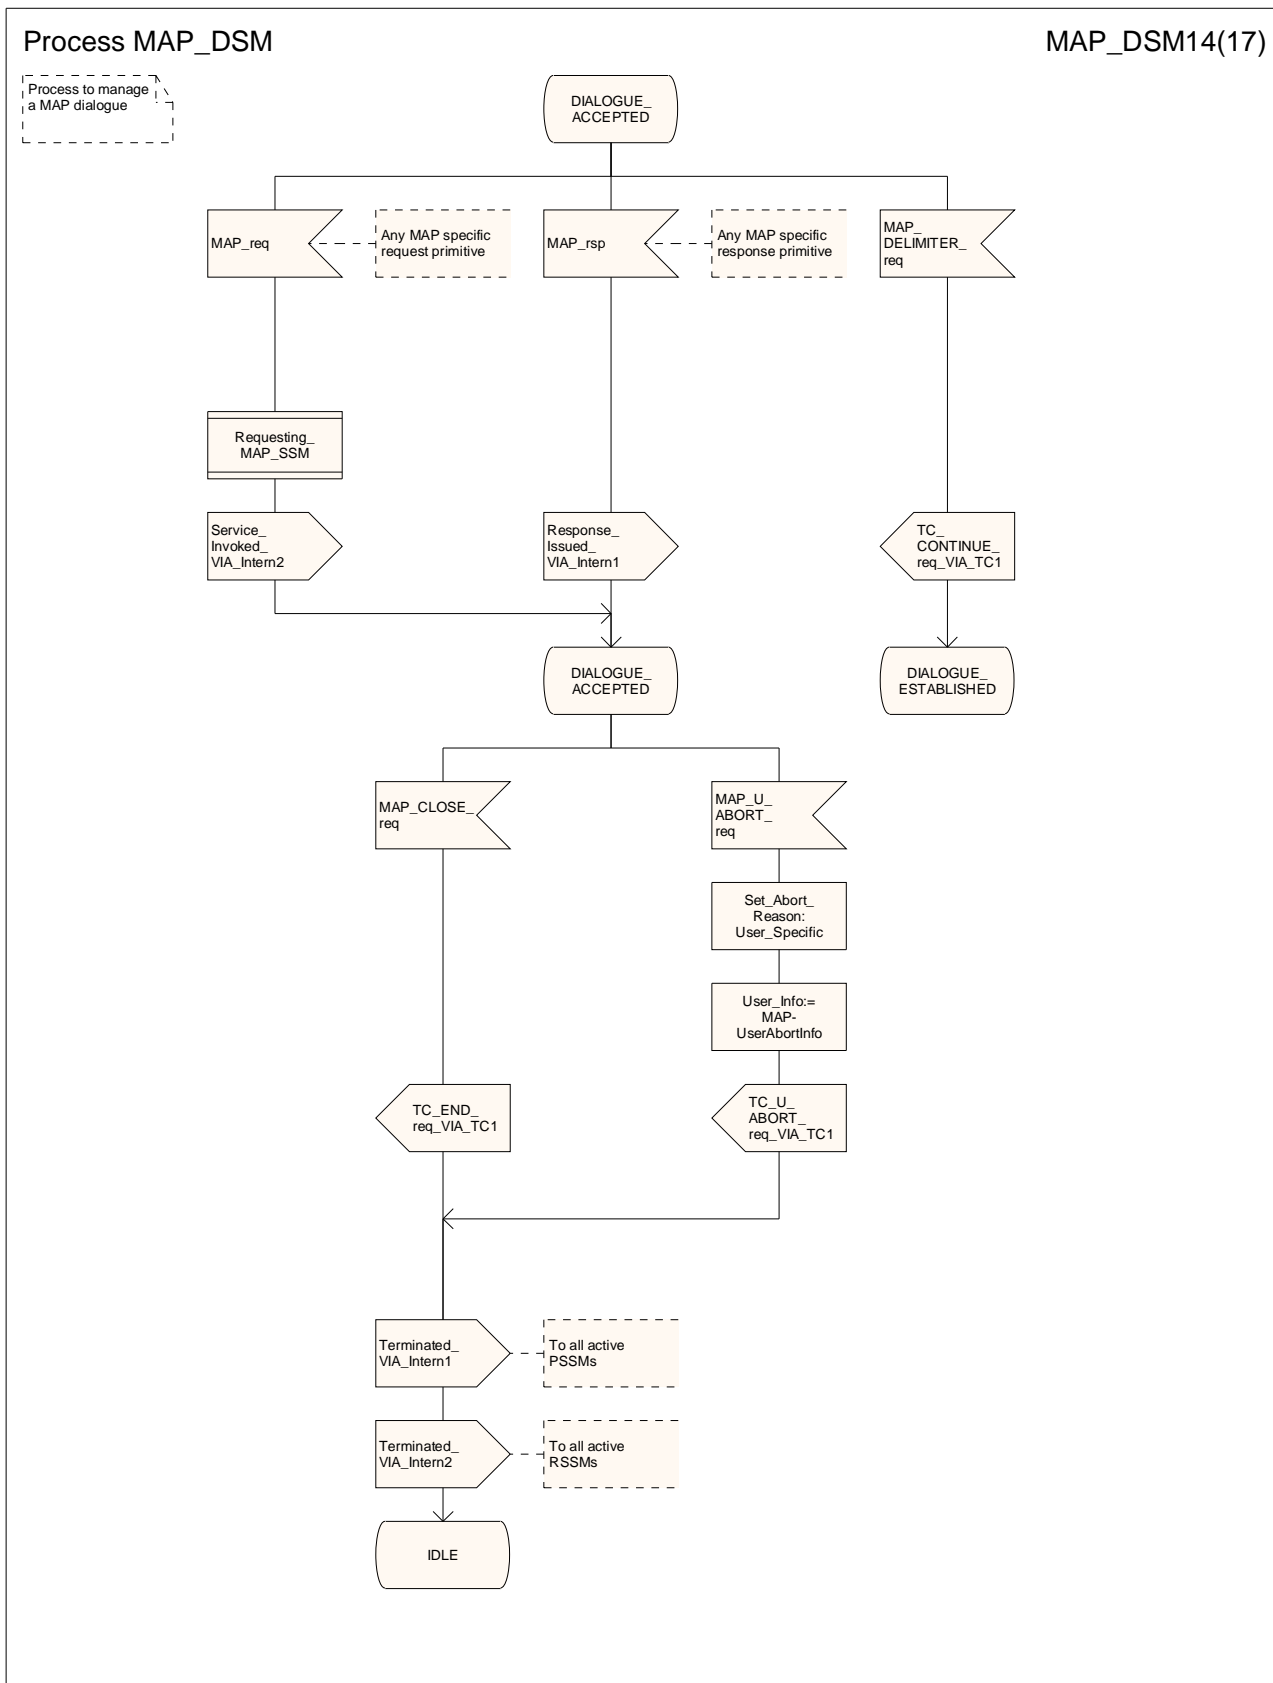 Process MAP_DSM
MAP_DSM14(17)
Process to manage
a MAP dialogue
DIALOGUE_
ACCEPTED
MAP_req
Any MAP specific
request primitive
MAP_rsp
Any MAP specific
response primitive
MAP_
DELIMITER_
req
Requesting_
MAP_SSM
Service_
Invoked_
VIA_Intern2
Response_
Issued_
VIA_Intern1
TC_
CONTINUE_
req_VIA_TC1
DIALOGUE_
ACCEPTED
DIALOGUE_
ESTABLISHED
MAP_CLOSE_
req
MAP_U_
ABORT_
req
Set_Abort_
Reason:
User_Specific
User_Info:=
MAP-
UserAbortInfo
TC_END_
req_VIA_TC1
TC_U_
ABORT_
req_VIA_TC1
Terminated_
VIA_Intern1
To all active
PSSMs
Terminated_
VIA_Intern2
To all active
RSSMs
IDLE